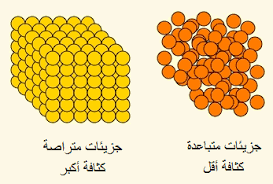 جزيئات متباعدة
كثافة أقل
جزيئات متراصة
كثافة أكبر